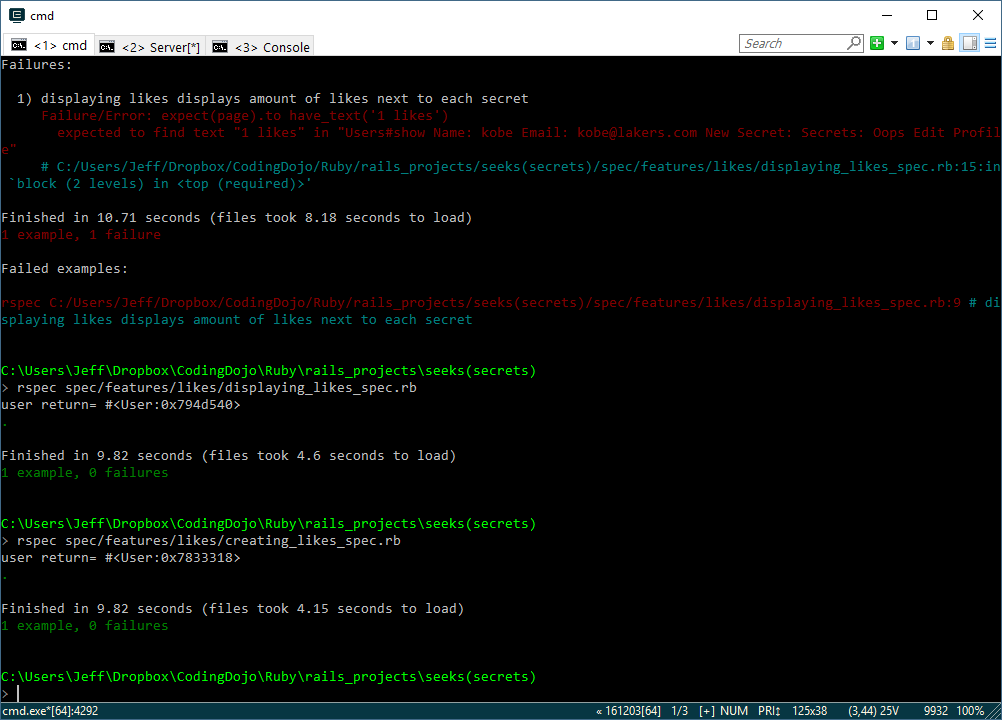 cmd
<1> cmd
<2> Server[*]
<3> Console
Search
Failures:
1) displaying likes displays amount of likes next to each secret
Failure/Error: expect(page).to have_text('1 likes')
expected to find text "1 likes" in "Users#show Name: kobe Email: kobe@lakers.com New Secret: Secrets: Oops Edit Profil
e"
# C:/Users/Jeff/Dropbox/CodingDojo/Ruby/rails_projects/seeks(secrets)/spec/features/likes/displaying_likes_spec.rb:15:in
`block (2 levels) in <top (required)>'
Finished in 10.71 seconds (files took 8.18 seconds to load)
1 example, 1 failure
Failed examples:
rspec C:/Users/Jeff/Dropbox/CodingDojo/Ruby/rails_projects/seeks(secrets)/spec/features/likes/displaying_likes_spec.rb:9 # di
splaying likes displays amount of likes next to each secret
C:\Users\Jeff\Dropbox\CodingDojo\Ruby\rails_projects\seeks(secrets)
> rspec spec/features/likes/displaying_likes_spec.rb
user return= #<User:0x794d540>
.
Finished in 9.82 seconds (files took 4.6 seconds to load)
1 example, 0 failures
C:\Users\Jeff\Dropbox\CodingDojo\Ruby\rails_projects\seeks(secrets)
> rspec spec/features/likes/creating_likes_spec.rb
user return= #<User:0x7833318>
.
Finished in 9.82 seconds (files took 4.15 seconds to load)
1 example, 0 failures
C:\Users\Jeff\Dropbox\CodingDojo\Ruby\rails_projects\seeks(secrets)
>
cmd.exe*[64]:4292 « 161203[64] 1/3 [+] NUM PRI↕ 125x38 (3,44) 25V 9932 100%